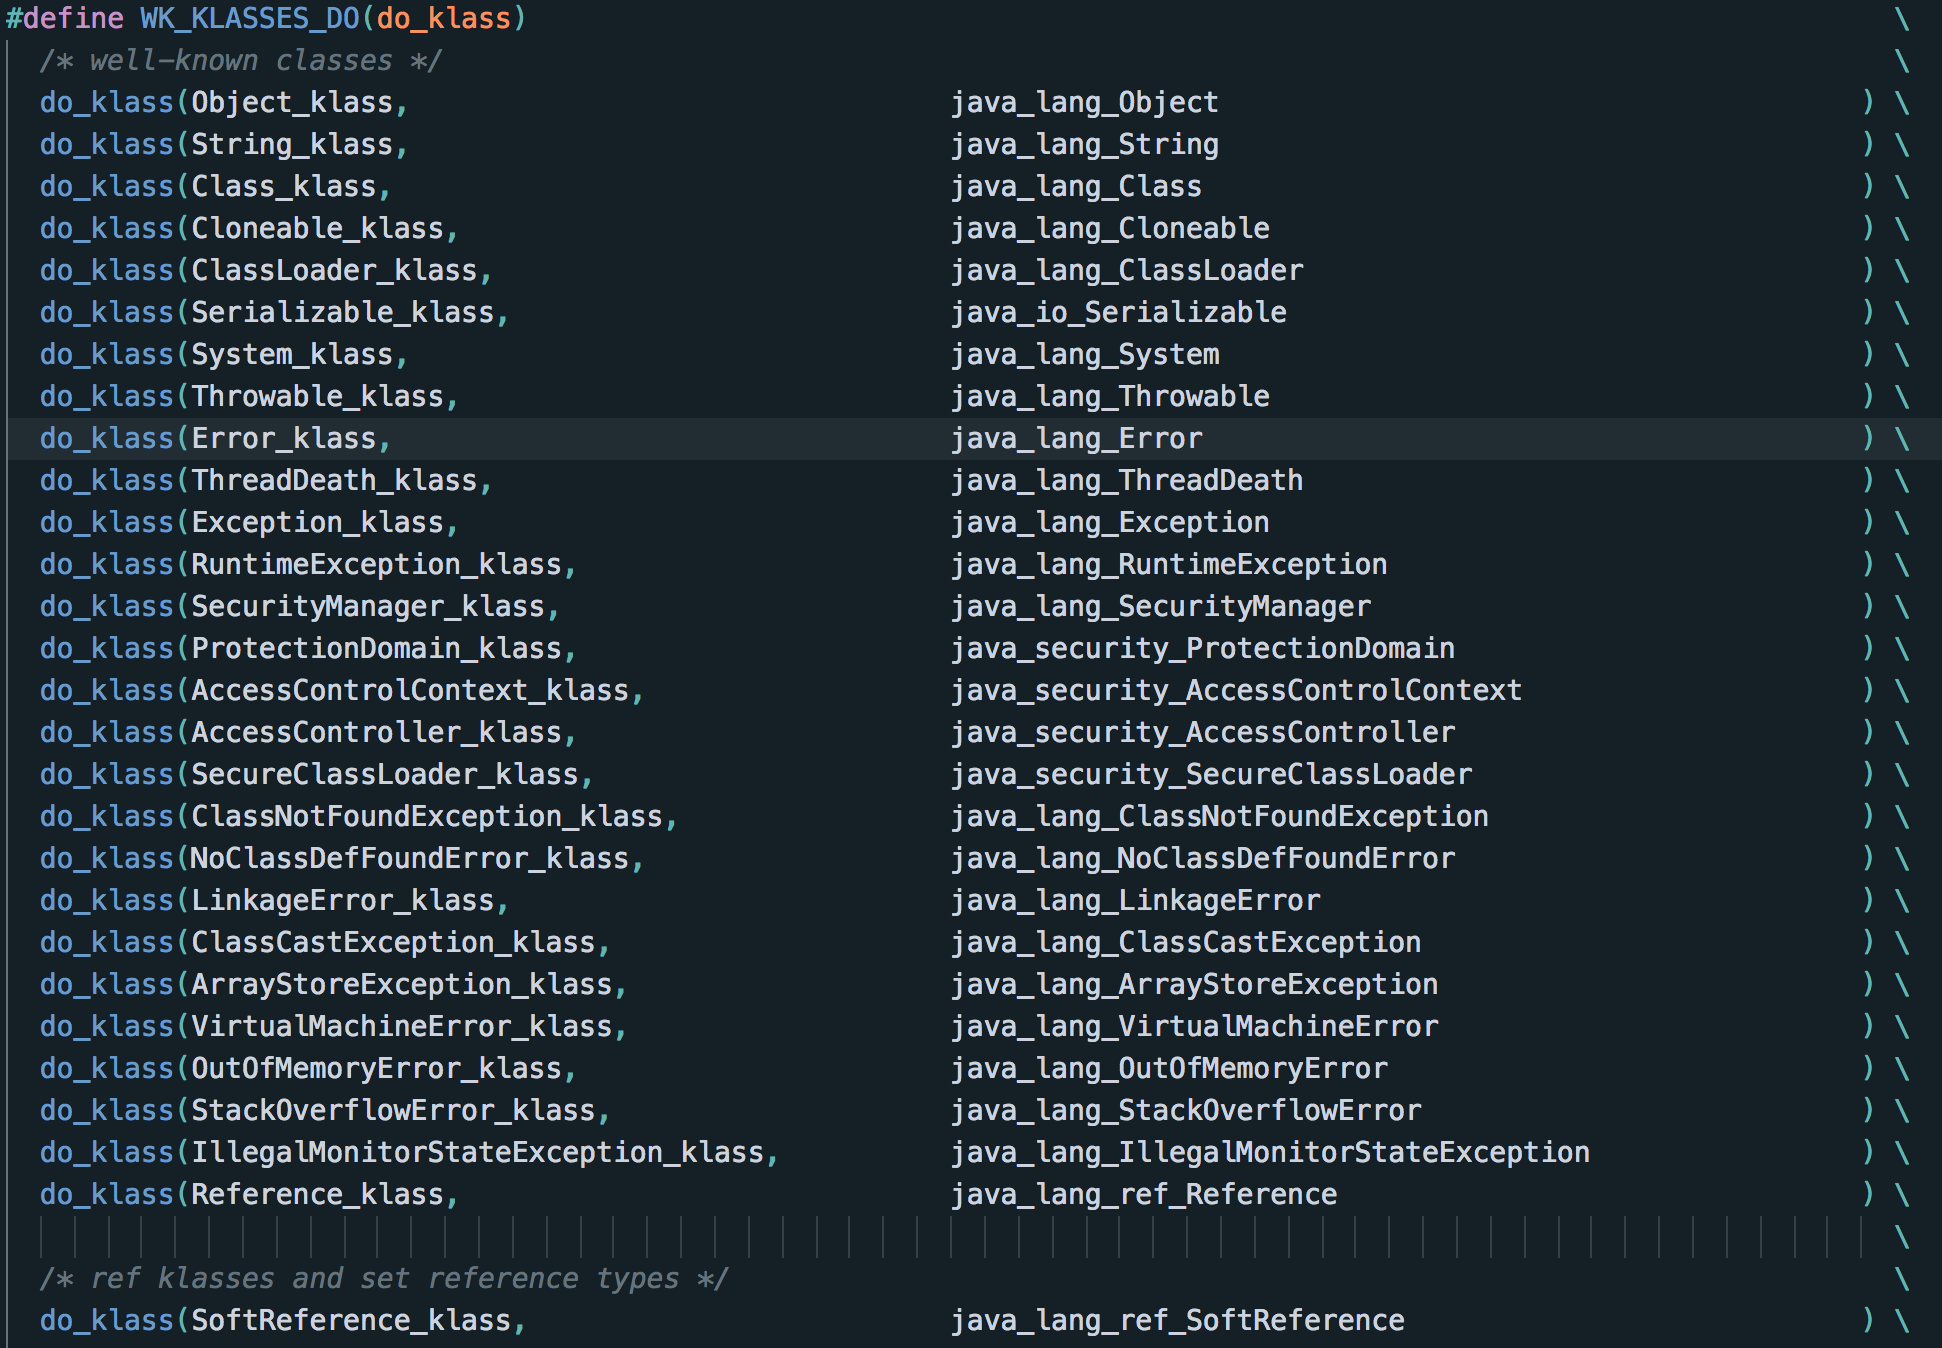 #define WK_KLASSES_DO(do_klass) \
/* well-known classes */ \
do_klass(Object_klass, java_lang_Object ) \
do_klass(String_klass, java_lang_String ) \
do_klass(Class_klass, java_lang_Class ) \
do_klass(Cloneable_klass, java_lang_Cloneable ) \
do_klass(ClassLoader_klass, java_lang_ClassLoader ) \
do_klass(Serializable_klass, java_io_Serializable ) \
do_klass(System_klass, java_lang_System ) \
do_klass(Throwable_klass, java_lang_Throwable ) \
do_klass(Error_klass, java_lang_Error ) \
do_klass(ThreadDeath_klass, java_lang_ThreadDeath ) \
do_klass(Exception_klass, java_lang_Exception ) \
do_klass(RuntimeException_klass, java_lang_RuntimeException ) \
do_klass(SecurityManager_klass, java_lang_SecurityManager ) \
do_klass(ProtectionDomain_klass, java_security_ProtectionDomain ) \
do_klass(AccessControlContext_klass, java_security_AccessControlContext ) \
do_klass(AccessController_klass, java_security_AccessController ) \
do_klass(SecureClassLoader_klass, java_security_SecureClassLoader ) \
do_klass(ClassNotFoundException_klass, java_lang_ClassNotFoundException ) \
do_klass(NoClassDefFoundError_klass, java_lang_NoClassDefFoundError ) \
do_klass(LinkageError_klass, java_lang_LinkageError ) \
do_klass(ClassCastException_klass, java_lang_ClassCastException ) \
do_klass(ArrayStoreException_klass, java_lang_ArrayStoreException ) \
do_klass(VirtualMachineError_klass, java_lang_VirtualMachineError ) \
do_klass(OutOfMemoryError_klass, java_lang_OutOfMemoryError ) \
do_klass(StackOverflowError_klass, java_lang_StackOverflowError ) \
do_klass(IllegalMonitorStateException_klass, java_lang_IllegalMonitorStateException ) \
do_klass(Reference_klass, java_lang_ref_Reference ) \
\
/* ref klasses and set reference types */ \
do_klass(SoftReference_klass, java_lang_ref_SoftReference ) \